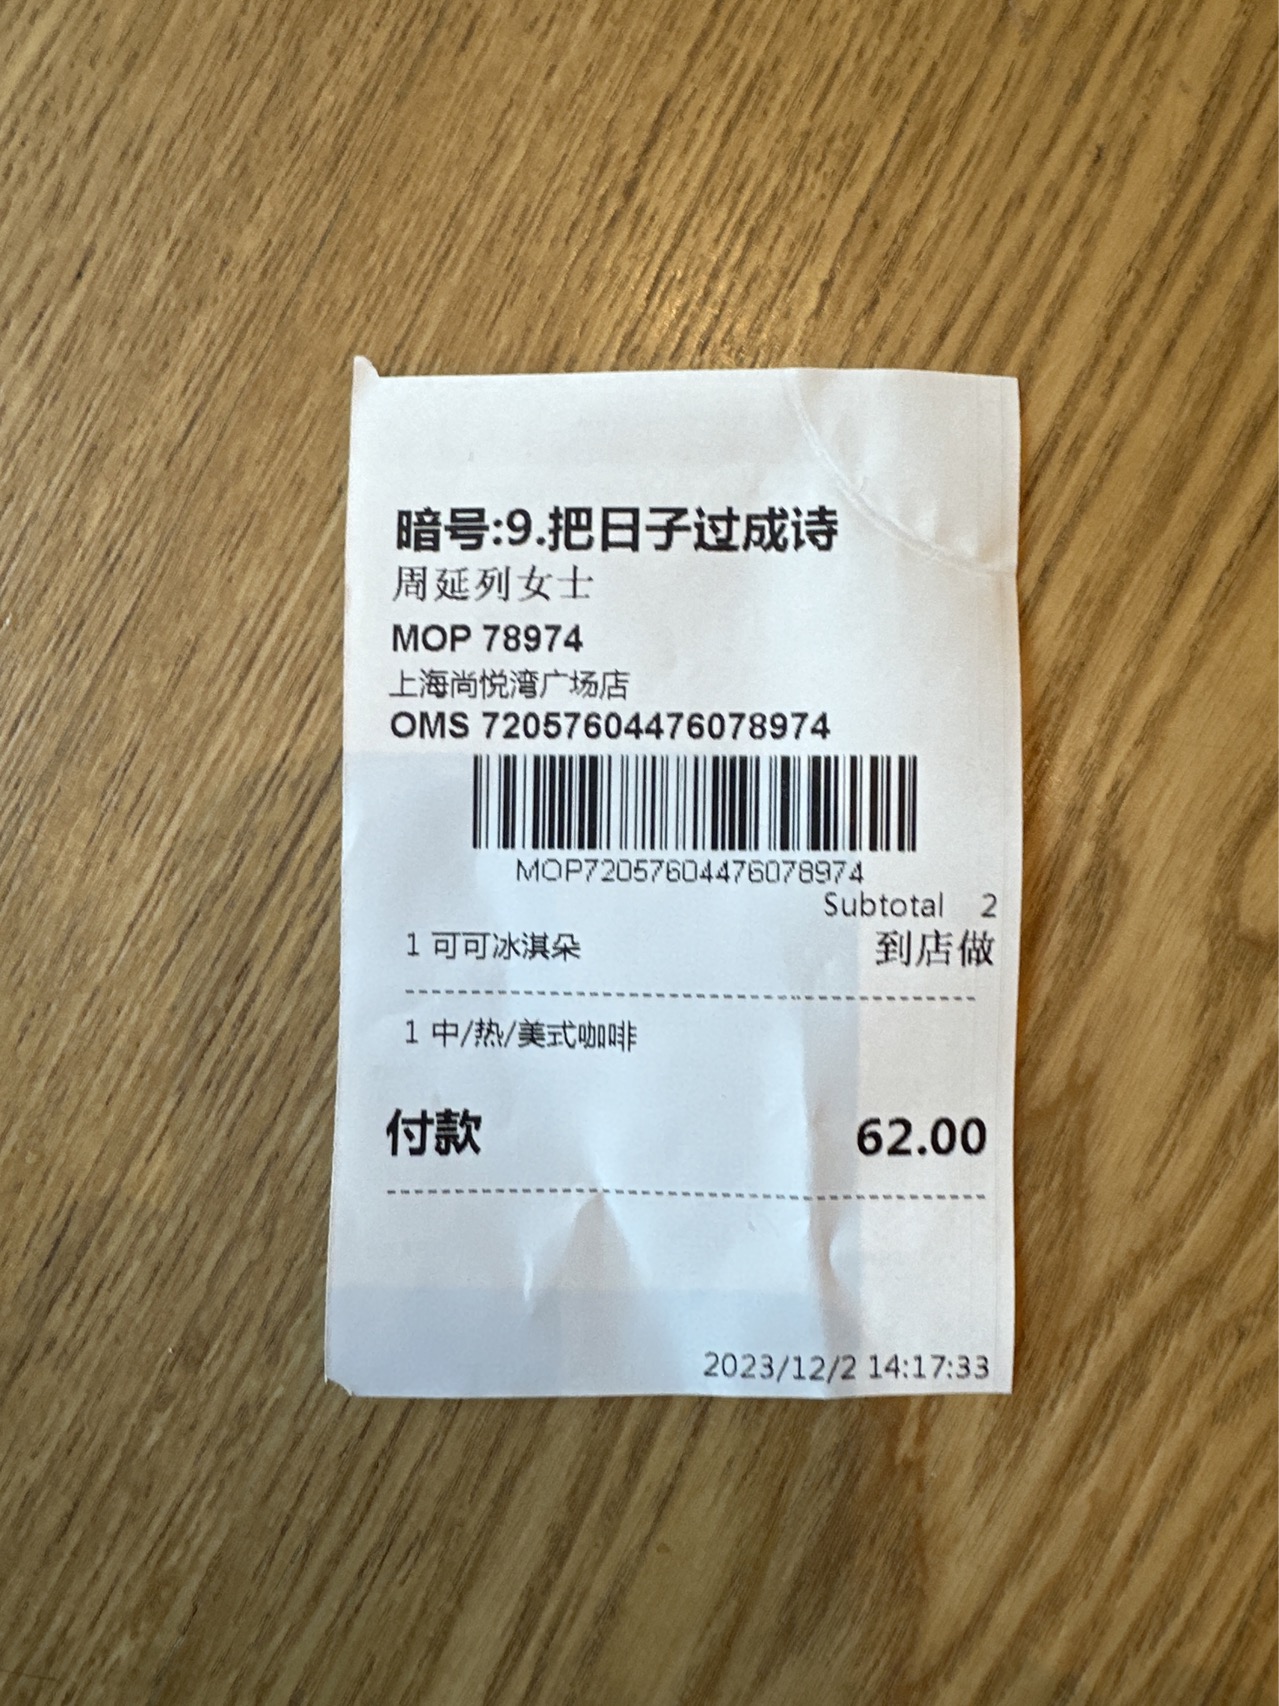 暗号:9.把日子过成诗
周延列女士
MOP 78974
上海尚悦湾广场店
OMS 72057604476078974
MOP72057604476078974
Subtotal 2
1 可可冰淇朵 到店做
1 中/热/美式咖啡
付款 62.00
2023/12/2 14:17:33